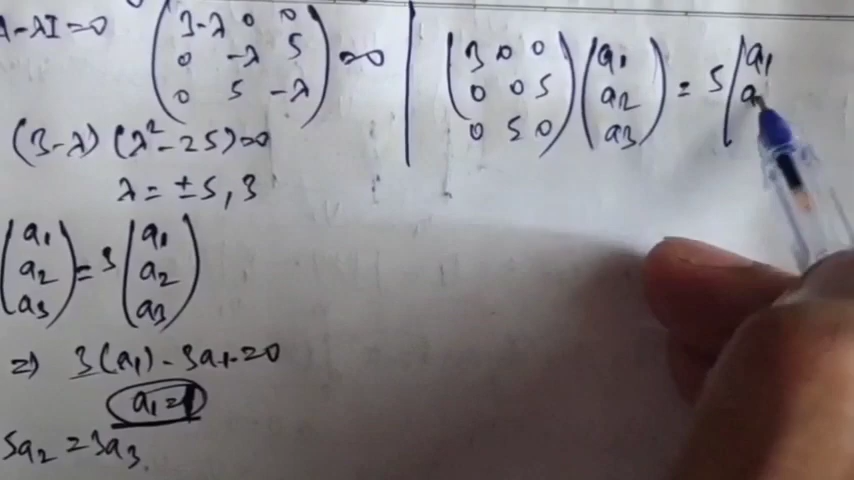 A-λI=0 (3-λ 0 0
0 -λ 5
0 5 -λ) =0
(3-λ) (λ²-25)=0
λ = ±5, 3
(a1
a2
a3) = 3 (a1
a2
a3)
=> 3(a1) - 3a1 = 0
a1=1
5a2 = 3a3
(3 0 0
0 0 5
0 5 0) (a1
a2
a3) = 5 (a1
a